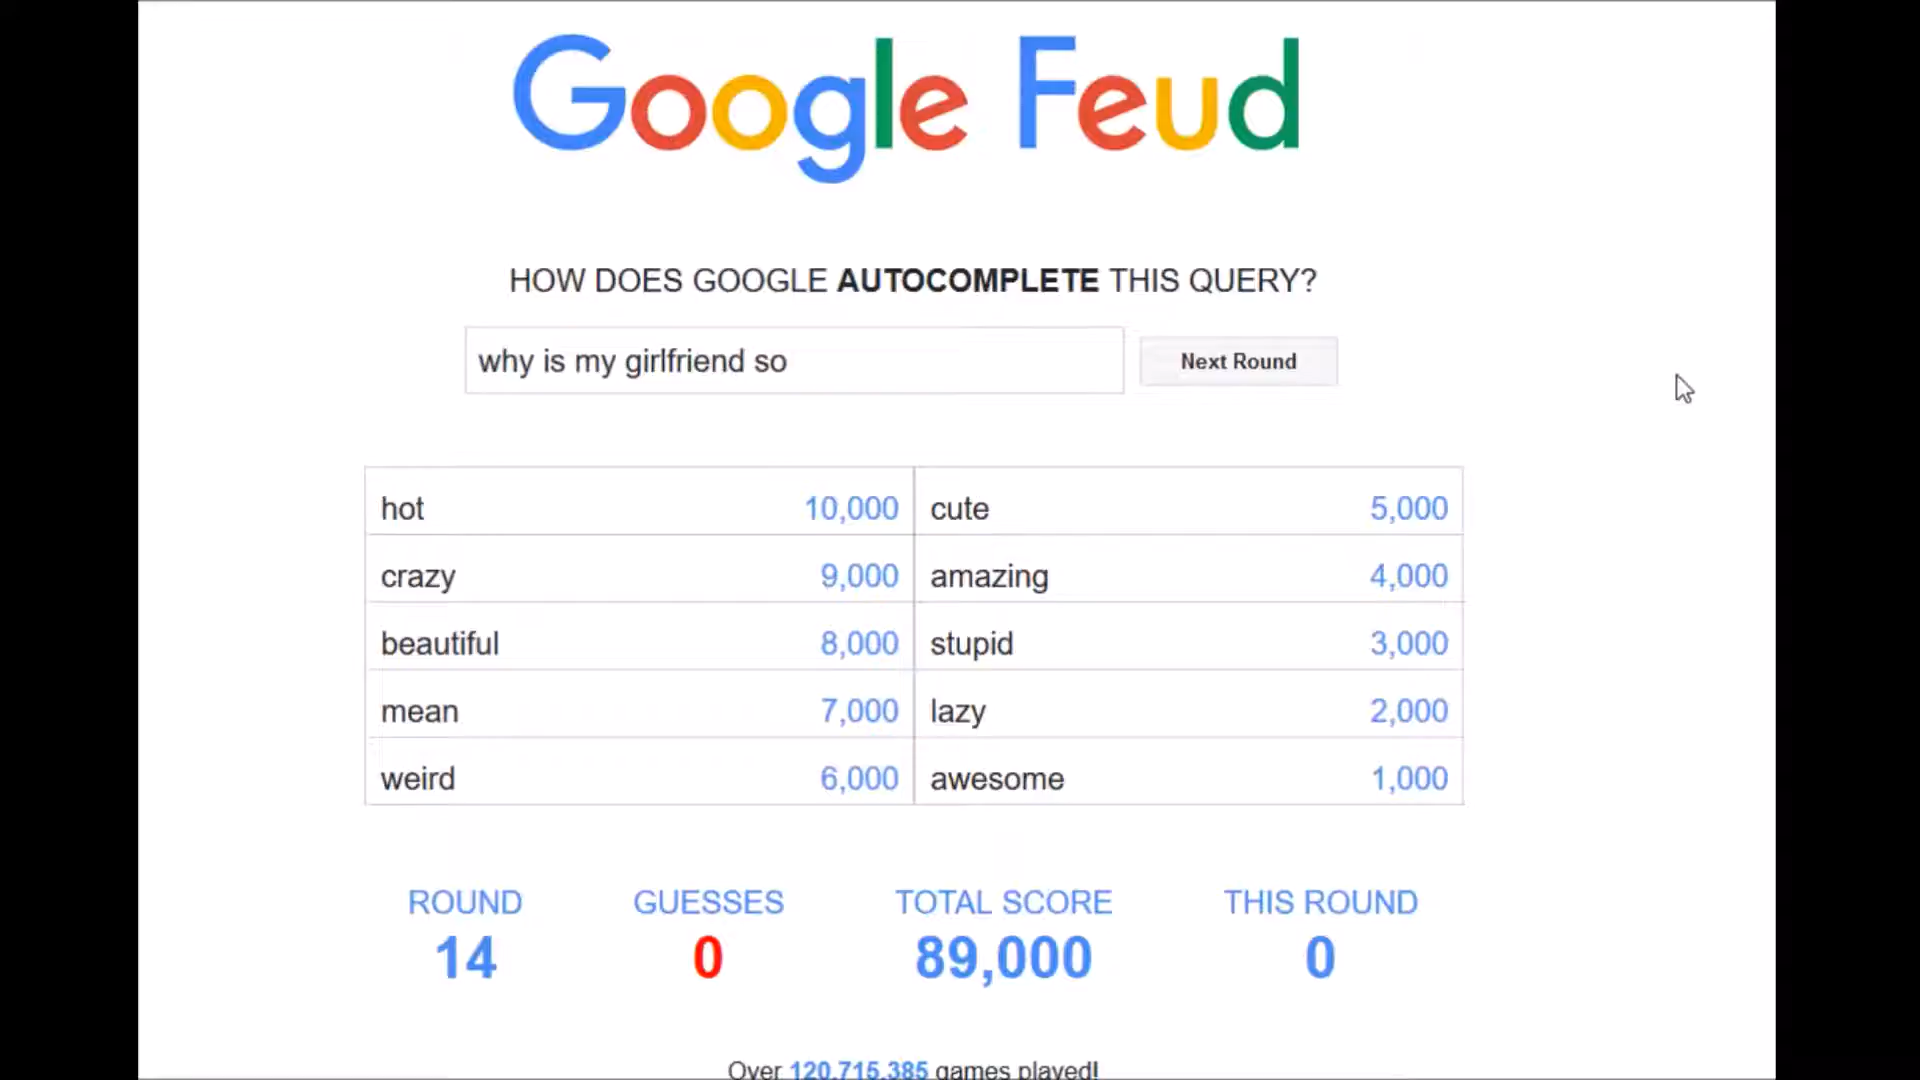 Google Feud
HOW DOES GOOGLE AUTOCOMPLETE THIS QUERY?
why is my girlfriend so
Next Round
hot 10,000 cute 5,000
crazy 9,000 amazing 4,000
beautiful 8,000 stupid 3,000
mean 7,000 lazy 2,000
weird 6,000 awesome 1,000
ROUND GUESSES TOTAL SCORE THIS ROUND
14 0 89,000 0
Over 120,715,385 games played!